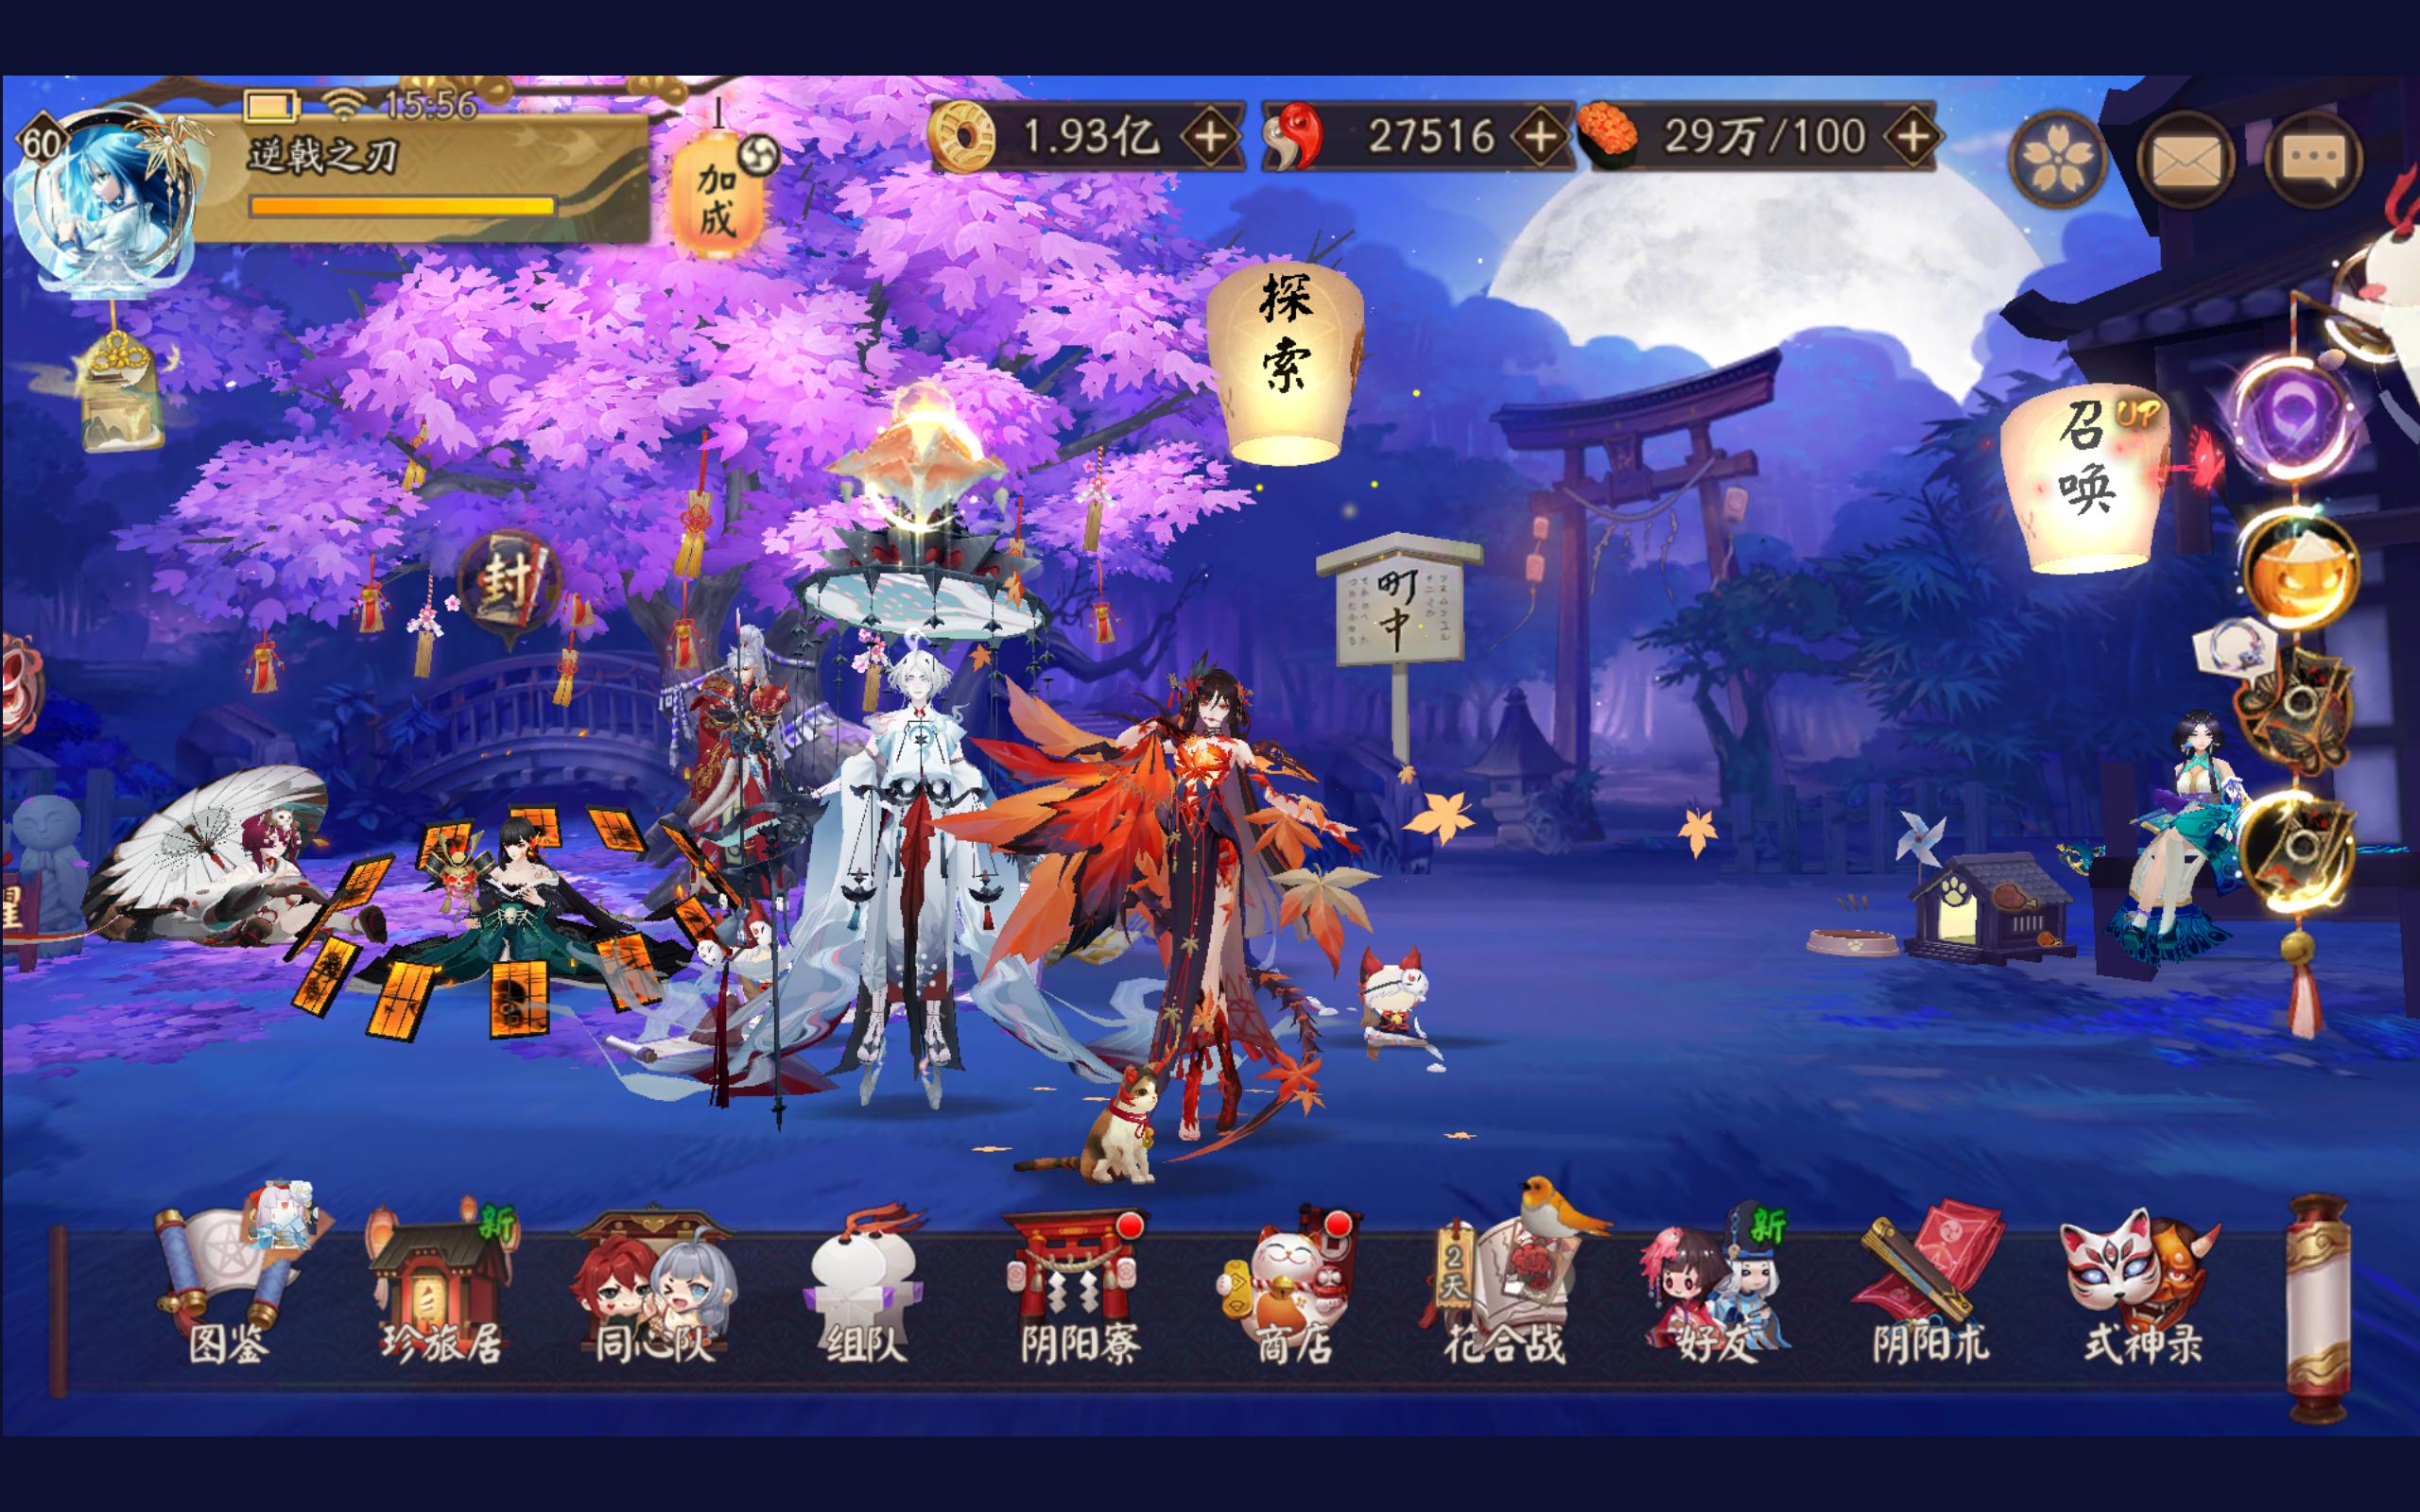 15:56
60
逆戟之刃
加成
1.93亿
27516
29万/100
探索
召唤
UP
封
町中
新
2天
新
图鉴
珍旅居
同心队
组队
阴阳寮
商店
花合战
好友
阴阳术
式神录